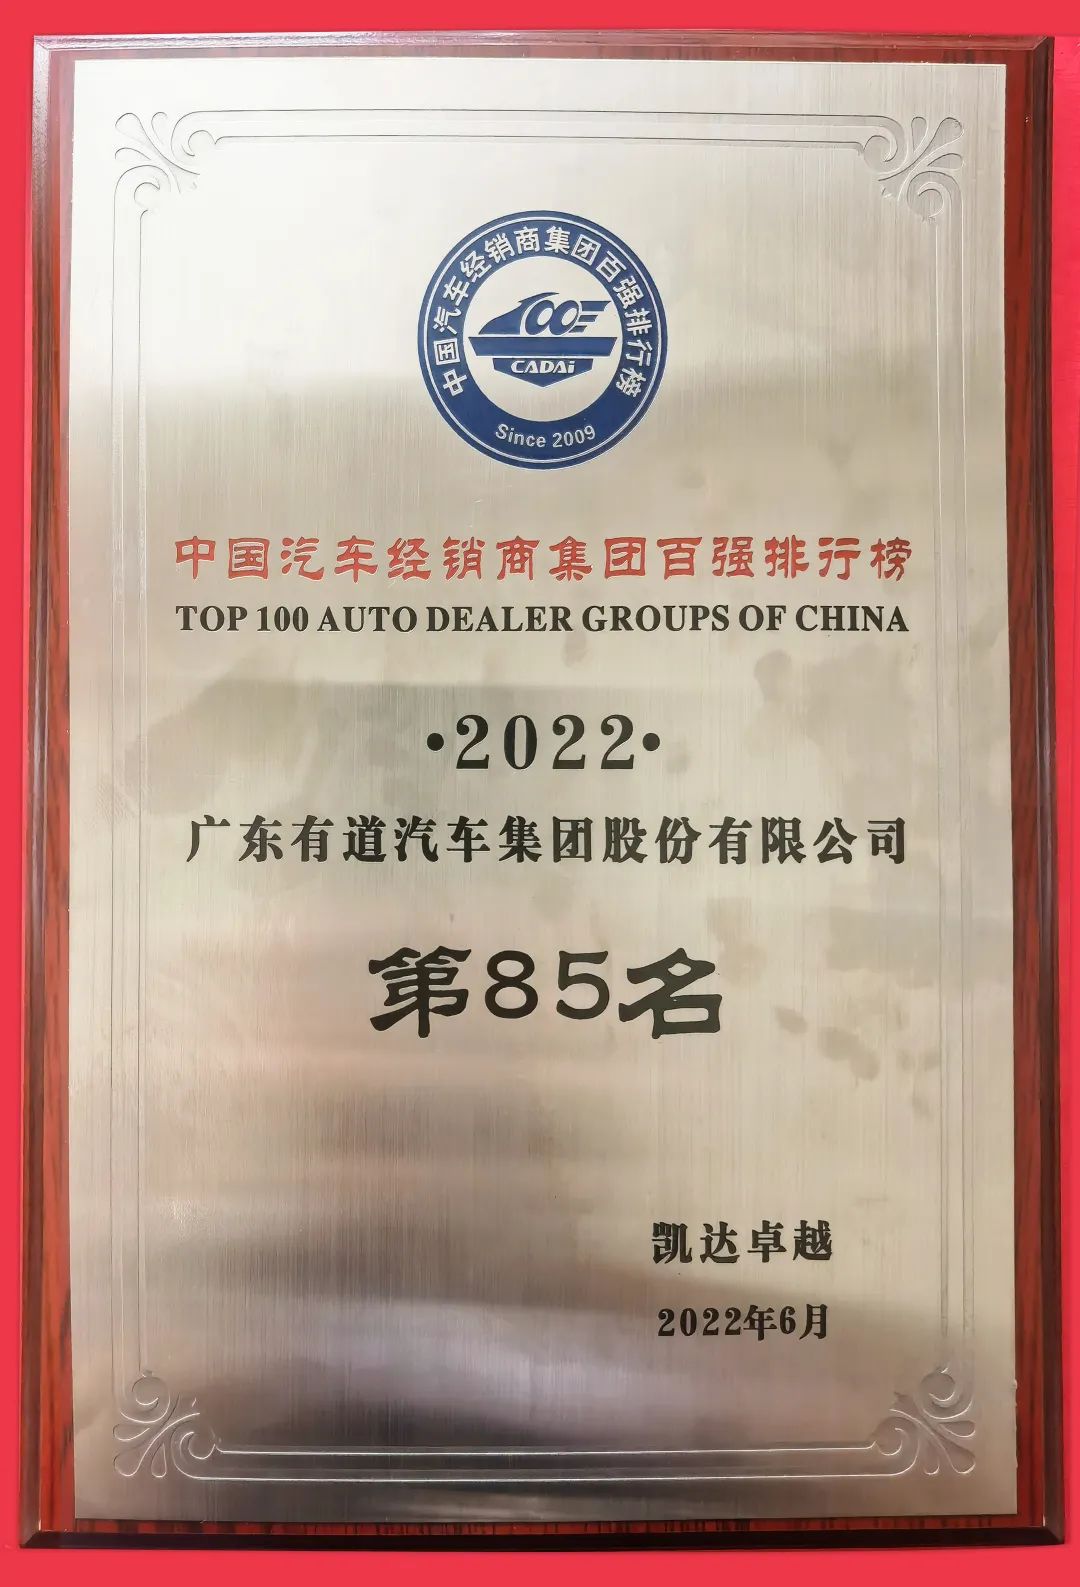 中国汽车经销商集团百强排行榜
100
CADAi
Since 2009
中国汽车经销商集团百强排行榜
TOP 100 AUTO DEALER GROUPS OF CHINA
·2022·
广东有道汽车集团股份有限公司
第85名
凯达卓越
2022年6月